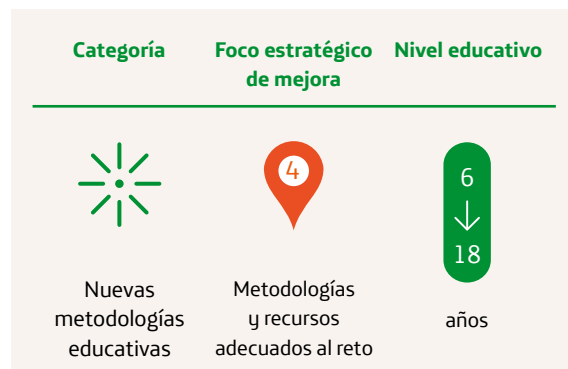 Categoría
Foco estratégico
de mejora
Nivel educativo
4
6
18
Nuevas
metodologías
educativas
Metodologías
y recursos
adecuados al reto
años